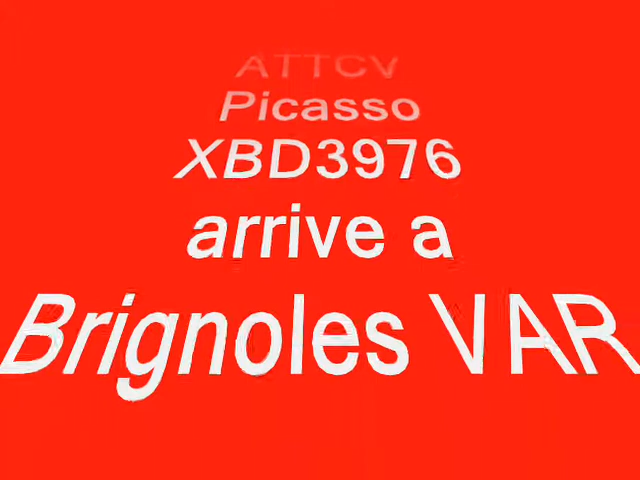 ATTCV
Picasso
XBD3976
arrive a
Brignoles VAR